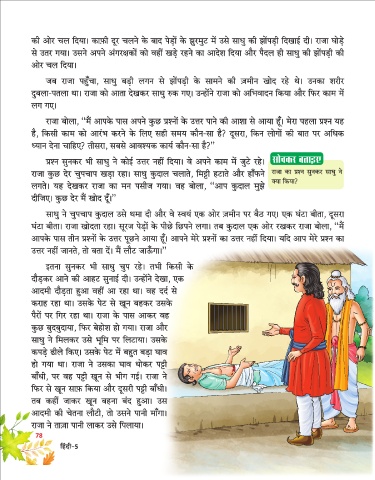 की ओर चल दिया। काफ़ी दूर चलने के बाद पेड़ों के झुरमुट में उसे साधु की झोंपड़ी दिखाई दी। राजा घोड़े
से उतर गया। उसने अपने अंगरक्षकों को वहीं खड़े रहने का आदेश दिया और पैदल ही साधु की झोंपड़ी की
ओर चल दिया।
जब राजा पहुँचा, साधु बड़ी लगन से झोंपड़ी के सामने की ज़मीन खोद रहे थे। उनका शरीर
दुबला-पतला था। राजा को आता देखकर साधु रुक गए। उन्होंने राजा को अभिवादन किया और फिर काम में
लग गए।
राजा बोला, “मैं आपके पास अपने कुछ प्रश्नों के उत्तर पाने की आशा से आया हूँ। मेरा पहला प्रश्न यह
है, किसी काम को आरंभ करने के लिए सही समय कौन-सा है? दूसरा, किन लोगों की बात पर अधिक
ध्यान देना चाहिए? तीसरा, सबसे आवश्यक कार्य कौन-सा है?”
प्रश्न सुनकर भी साधु ने कोई उत्तर नहीं दिया। वे अपने काम में जुटे रहे।
राजा कुछ देर चुपचाप खड़ा रहा। साधु कुदाल चलाते, मिट्टी हटाते और हाँफने
लगते। यह देखकर राजा का मन पसीज गया। वह बोला, “आप कुदाल मुझे
दीजिए। कुछ देर मैं खोद दूँ।”
सोचकर बताइए
राजा का प्रश्न सुनकर साधु ने
क्या किया?
साधु ने चुपचाप कुदाल उसे थमा दी और वे स्वयं एक ओर ज़मीन पर बैठ गए। एक घंटा बीता, दूसरा
घंटा बीता। राजा खोदता रहा। सूरज पेड़ों के पीछे छिपने लगा। तब कुदाल एक ओर रखकर राजा बोला, “मैं
आपके पास तीन प्रश्नों के उत्तर पूछने आया हूँ। आपने मेरे प्रश्नों का उत्तर नहीं दिया। यदि आप मेरे प्रश्न का
उत्तर नहीं जानते, तो बता दें। मैं लौट जाऊँगा।”
इतना सुनकर भी साधु चुप रहे। तभी किसी के
दौड़कर आने की आहट सुनाई दी। उन्होंने देखा, एक
आदमी दौड़ता हुआ वहीं आ रहा था। वह दर्द से
कराह रहा था। उसके पेट से खून बहकर उसके
पैरों पर गिर रहा था। राजा के पास आकर वह
कुछ बुदबुदाया, फिर बेहोश हो गया। राजा और
साधु ने मिलकर उसे भूमि पर लिटाया। उसके
कपड़े ढीले किए। उसके पेट में बहुत बड़ा घाव
हो गया था। राजा ने उसका घाव धोकर पट्टी
बाँधी, पर वह पट्टी खून से भीग गई। राजा ने
फिर से खून साफ़ किया और दूसरी पट्टी बाँधी।
तब कहीं जाकर खून बहना बंद हुआ। उस
आदमी की चेतना लौटी, तो उसने पानी माँगा।
राजा ने ताज़ा पानी लाकर उसे पिलाया।
78
हिंदी-5